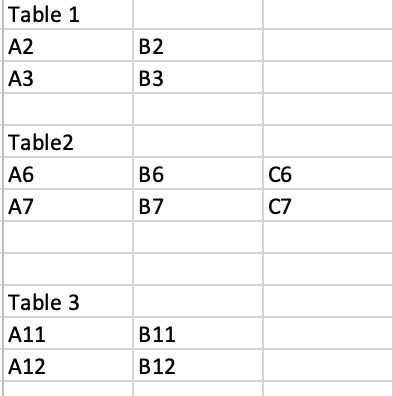 Table 1
A2 B2
A3 B3
Table2
A6 B6 C6
A7 B7 C7
Table 3
A11 B11
A12 B12